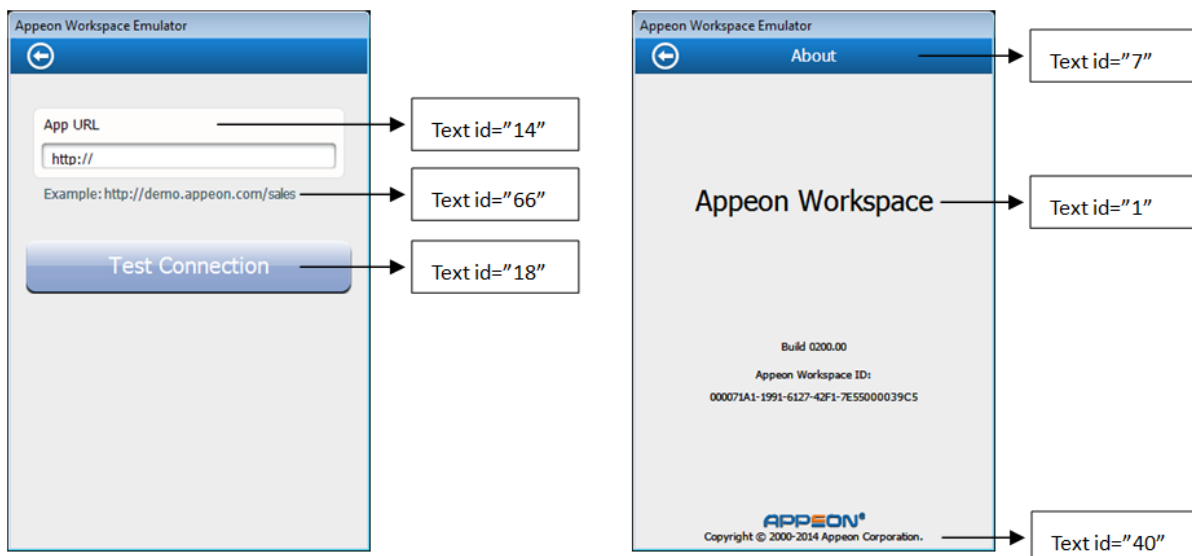 Appeon Workspace Emulator
App URL
Text id="14"
http://
Example: http://demo.appeon.com/sales
Text id="66"
Test Connection
Text id="18"
Appeon Workspace Emulator
About
Text id="7"
Appeon Workspace
Text id="1"
Build 0200.00
Appeon Workspace ID:
000071A1-1991-6127-42F1-7E55000039C5
APPEON®
Copyright © 2000-2014 Appeon Corporation.
Text id="40"